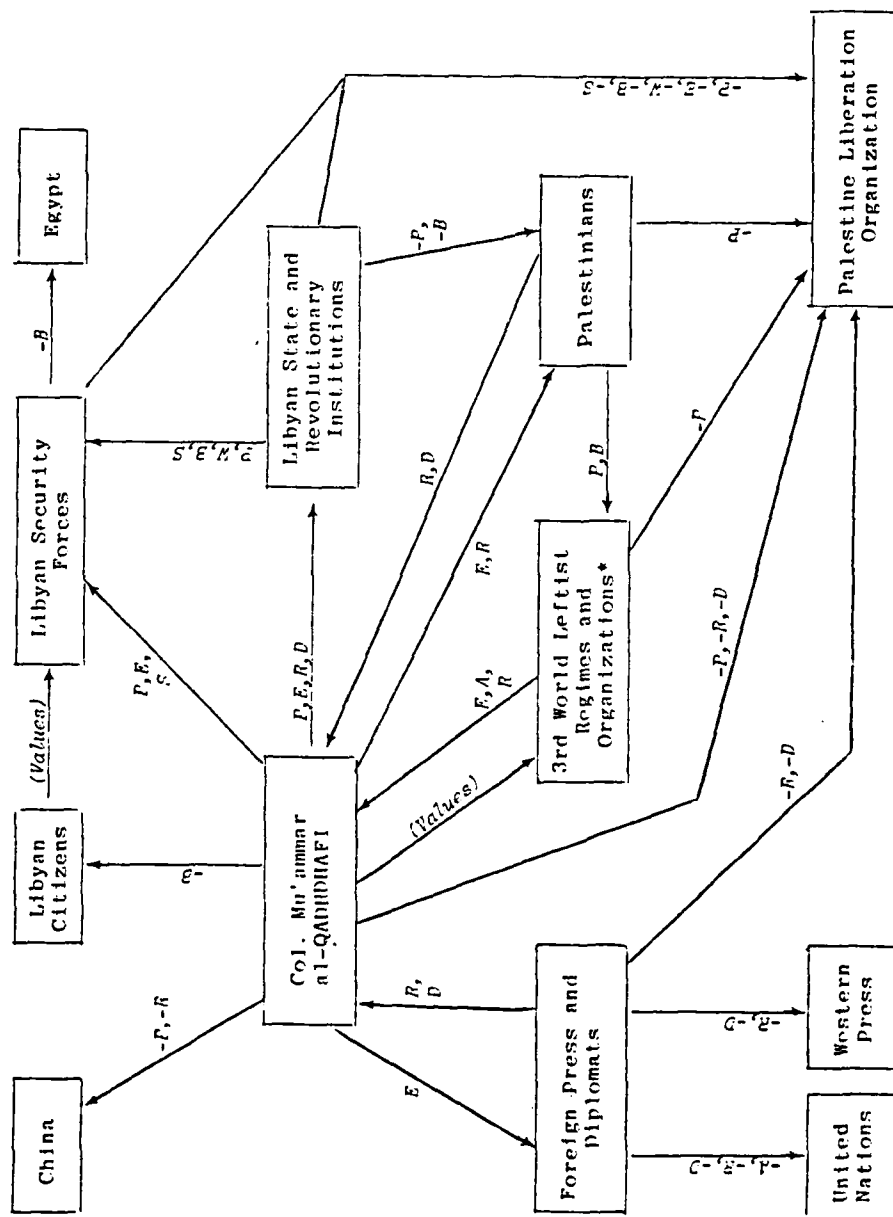 China
Libyan
Citizens
(Values)
Libyan Security
Forces
-B
Egypt
-P,-R
P,E,
S
Col. Mu'ammar
al-QADHDHAFI
P,E,R,D
Libyan State and
Revolutionary
Institutions
E
R,
D
(Values)
R,D
E,R
-P,
-B
Foreign Press and
Diplomats
3rd World Leftist
Regimes and
Organizations*
P,B
Palestinians
-P,-R,-D
-P
-P
-R,-D
-R,-D
United
Nations
Western
Press
Palestine Liberation
Organization